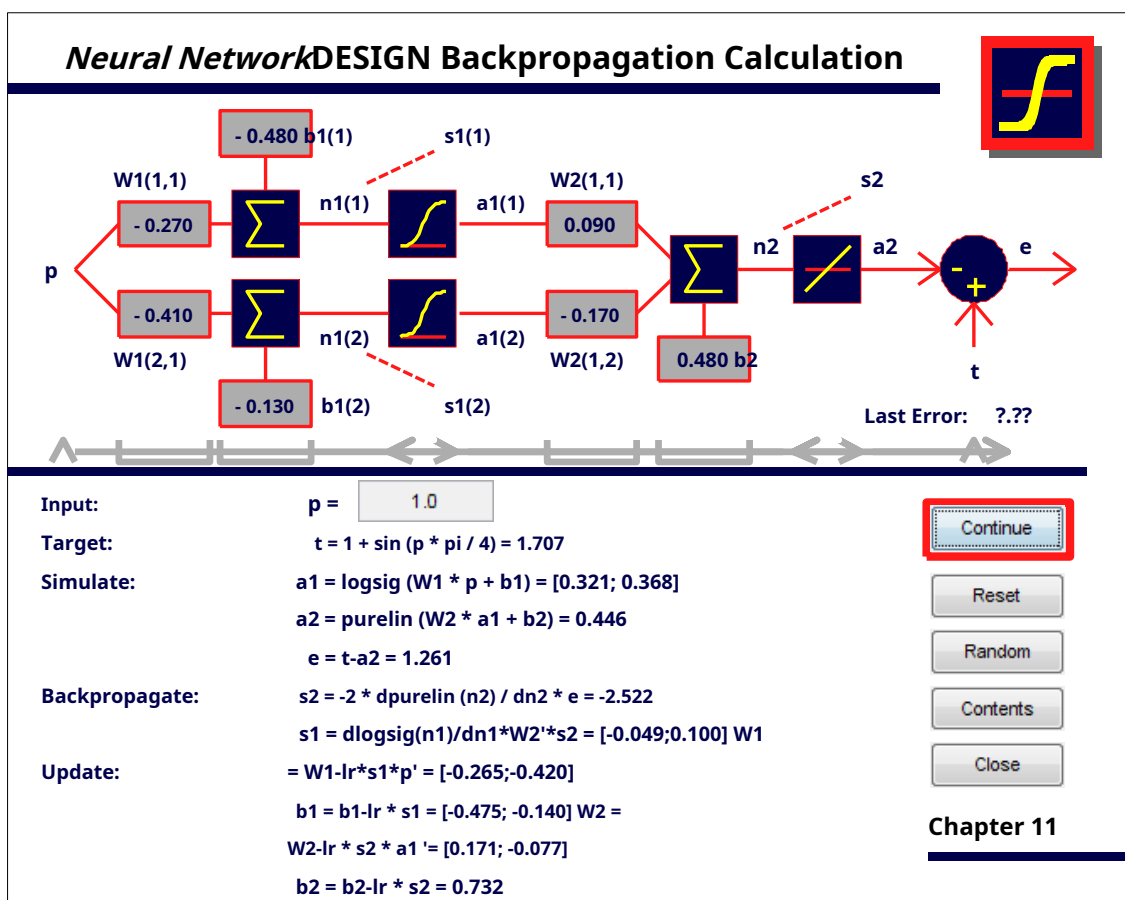 Neural NetworkDESIGN Backpropagation Calculation
- 0.480 b1(1)
s1(1)
W1(1,1)
n1(1)
a1(1)
W2(1,1)
s2
- 0.270
0.090
n2
a2
e
p
- +
- 0.410
- 0.170
W1(2,1)
n1(2)
a1(2)
W2(1,2)
0.480 b2
t
- 0.130 b1(2)
s1(2)
Last Error: ?.??
Input: p = 1.0
Continue
Target: t = 1 + sin (p * pi / 4) = 1.707
Simulate: a1 = logsig (W1 * p + b1) = [0.321; 0.368]
Reset
a2 = purelin (W2 * a1 + b2) = 0.446
e = t-a2 = 1.261
Random
Backpropagate: s2 = -2 * dpurelin (n2) / dn2 * e = -2.522
Contents
s1 = dlogsig(n1)/dn1*W2'*s2 = [-0.049;0.100] W1
Update: = W1-lr*s1*p' = [-0.265;-0.420]
Close
b1 = b1-lr * s1 = [-0.475; -0.140] W2 =
Chapter 11
W2-lr * s2 * a1 '= [0.171; -0.077]
b2 = b2-lr * s2 = 0.732